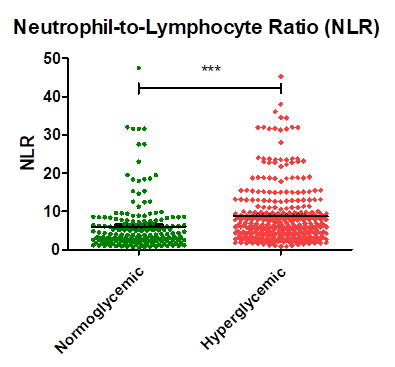 Neutrophil-to-Lymphocyte Ratio (NLR)
50
40
30
20
10
0
NLR
***
Normoglycemic
Hyperglycemic